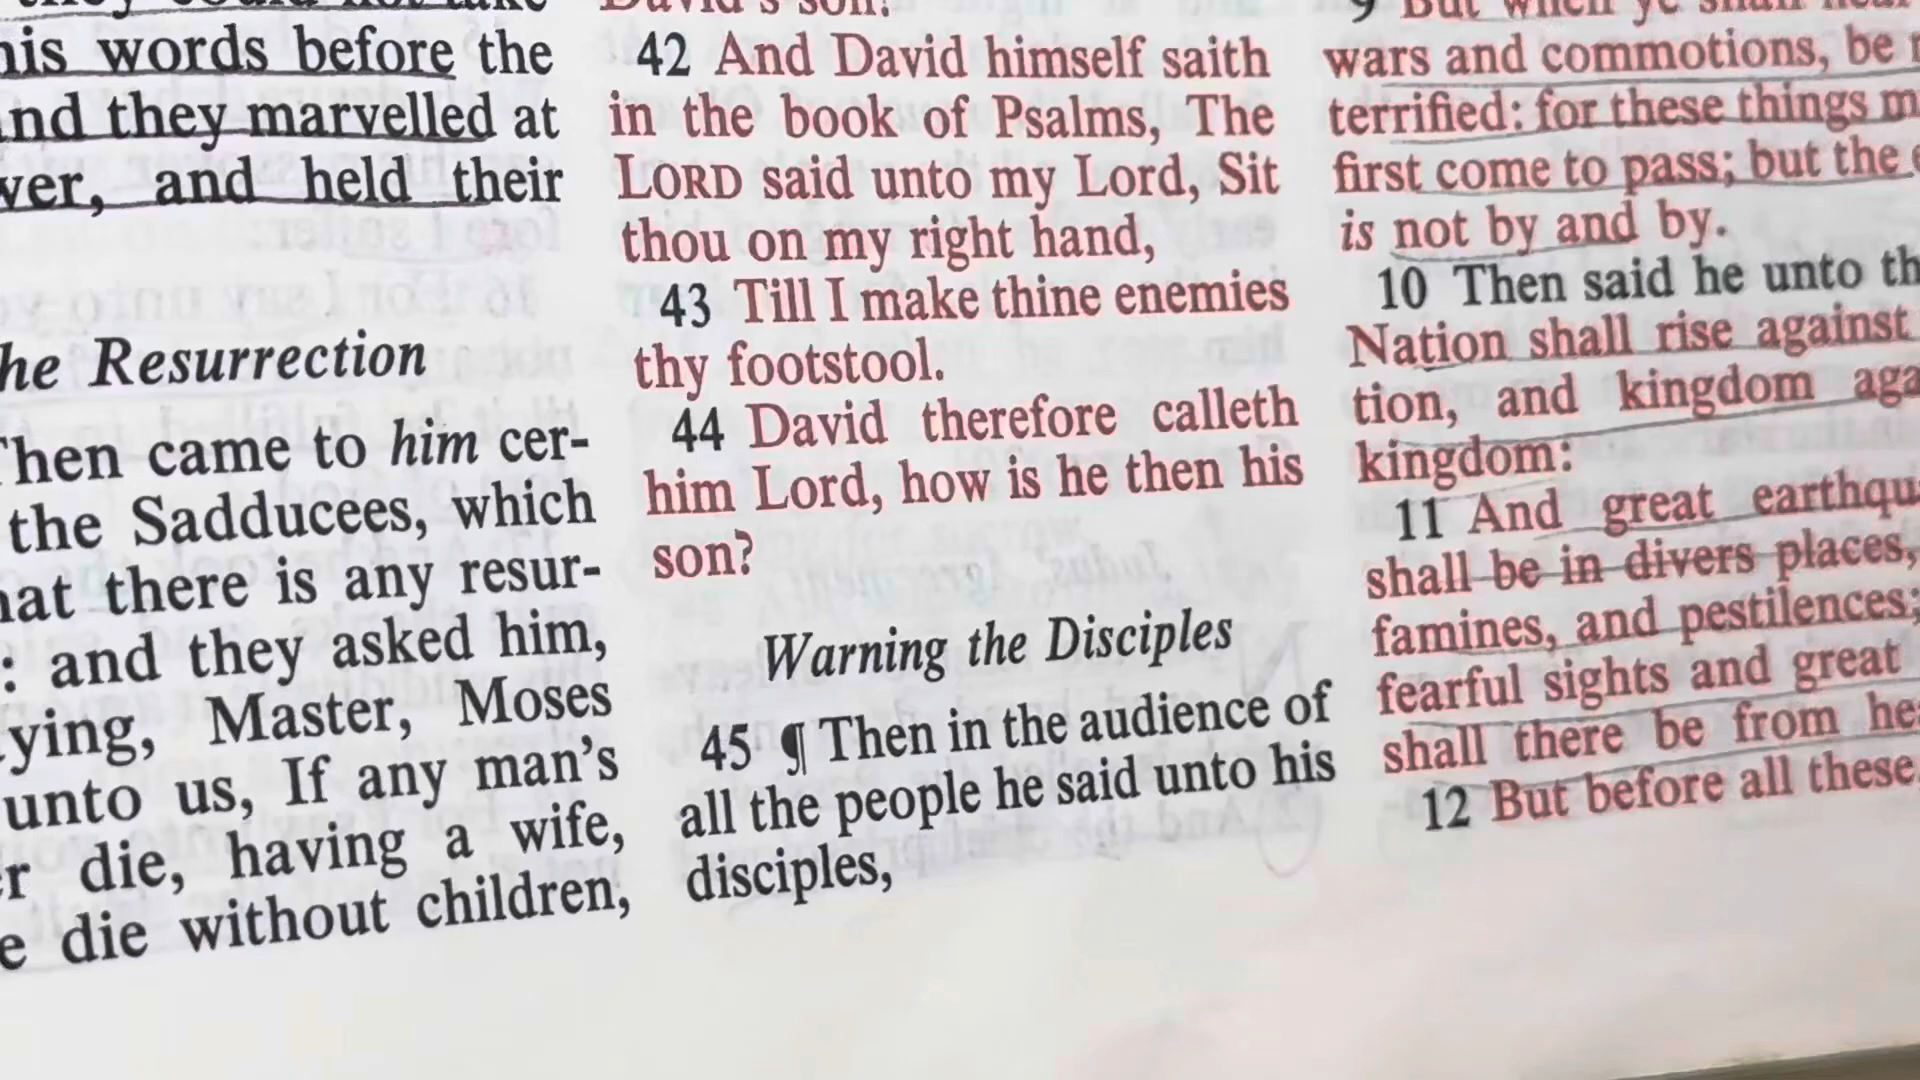 his words before the
and they marvelled at
wer, and held their
he Resurrection
Then came to him cer-
the Sadducees, which
hat there is any resur-
: and they asked him,
ying, Master, Moses
unto us, If any man's
er die, having a wife,
e die without children,
David's son?
42 And David himself saith
in the book of Psalms, The
LORD said unto my Lord, Sit
thou on my right hand,
43 Till I make thine enemies
thy footstool.
44 David therefore calleth
him Lord, how is he then his
son?
Warning the Disciples
45 ¶ Then in the audience of
all the people he said unto his
disciples,
9 But when ye shall hear
wars and commotions, be
terrified: for these things
first come to pass; but the
is not by and by.
10 Then said he unto
Nation shall rise against
tion, and kingdom aga
kingdom:
11 And great earthqu
shall be in divers places,
famines, and pestilences;
fearful sights and great
shall there be from
12 But before all these,